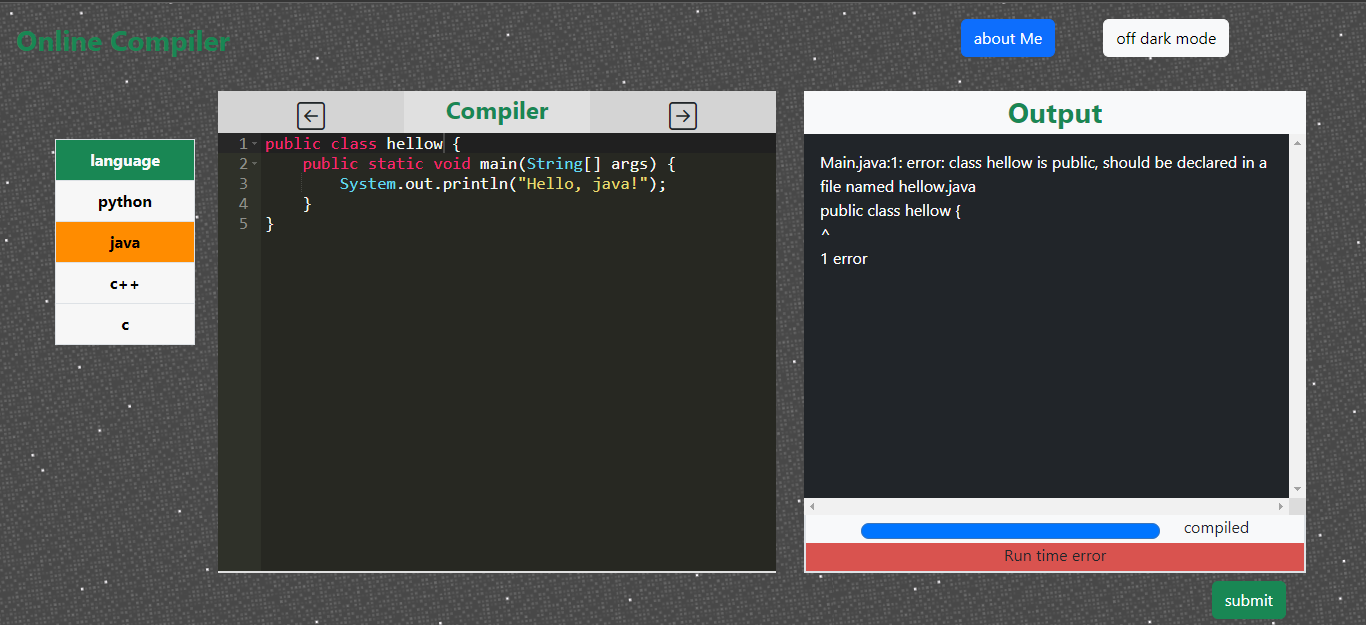 Online Compiler
about Me
off dark mode
language
python
java
c++
c
Compiler
1 public class hellow {
2     public static void main(String[] args) {
3         System.out.println("Hello, java!");
4     }
5 }
Output
Main.java:1: error: class hellow is public, should be declared in a
file named hellow.java
public class hellow {
^
1 error
compiled
Run time error
submit